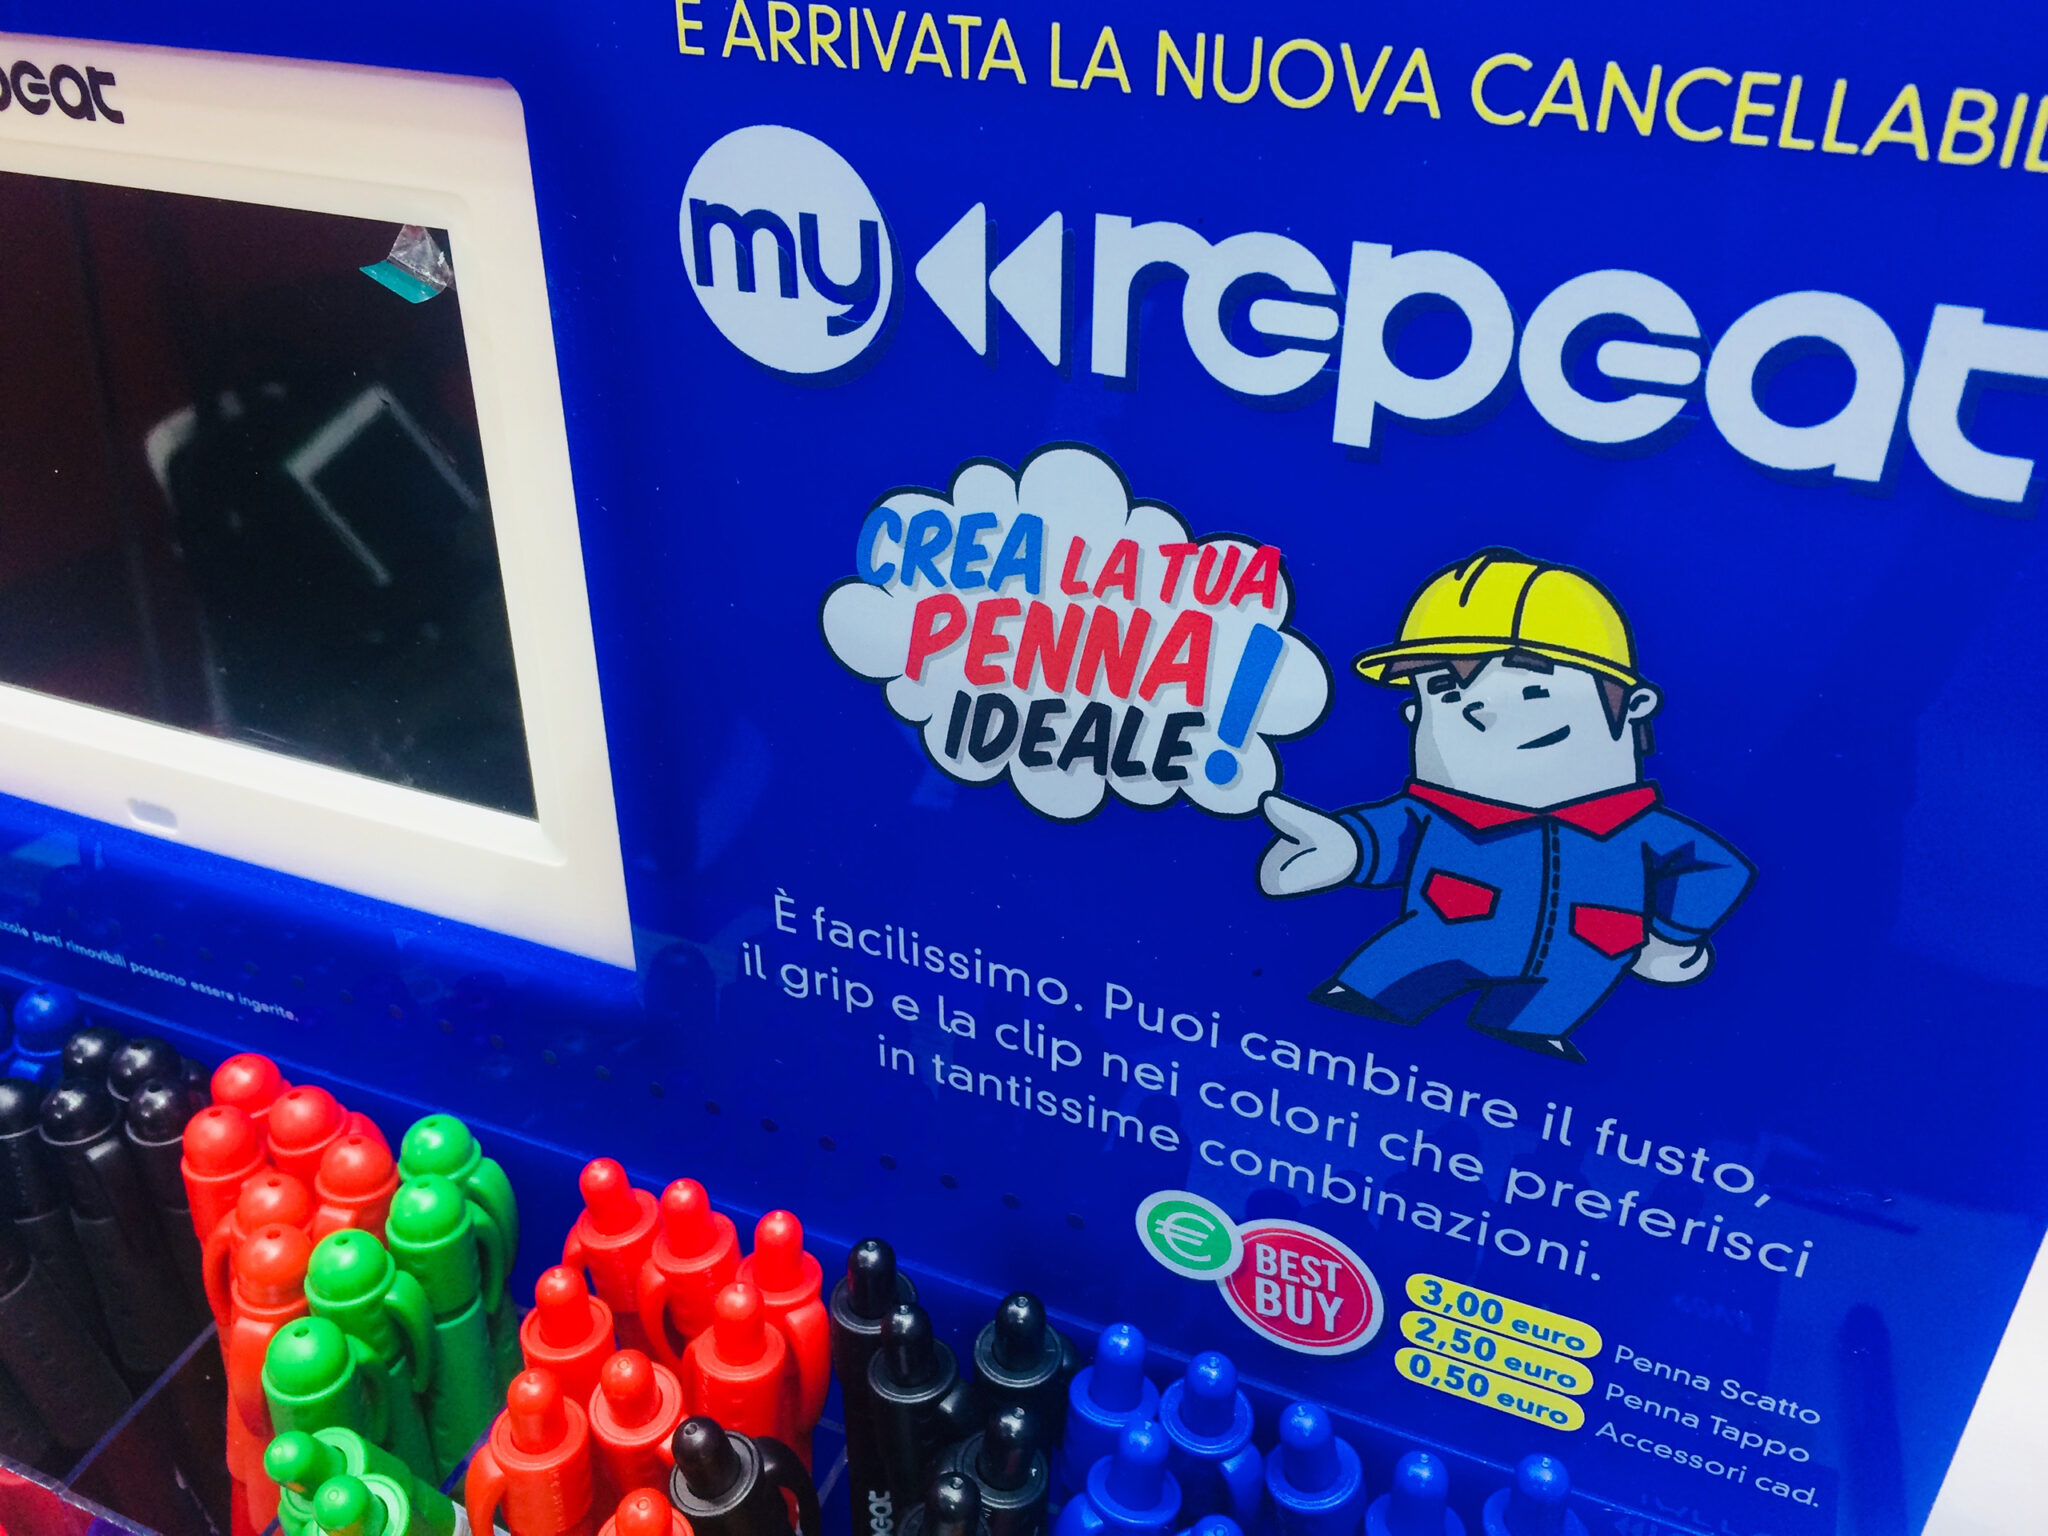 E ARRIVATA LA NUOVA CANCELLABIL
my repeat
CREA LA TUA
PENNA
IDEALE!
È facilissimo. Puoi cambiare il fusto,
il grip e la clip nei colori che preferisci
in tantissime combinazioni.
€ BEST
BUY
3,00 euro Penna Scatto
2,50 euro Penna Tappo
0,50 euro Accessori cad.
peat
parti rimovibili possono essere ingerite.